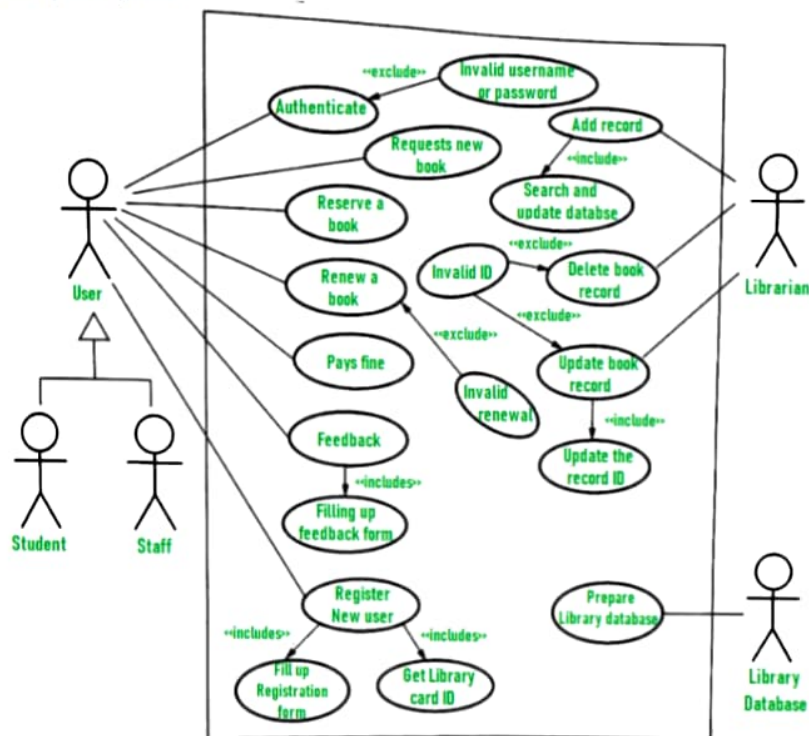 <<exclude>>
Invalid username
or password
Authenticate
Add record
Requests new
book
<<include>>
Search and
update databse
Reserve a
book
User
<<exclude>>
Invalid ID
Delete book
record
Librarian
Renew a
book
<<exclude>>
<<exclude>>
Pays fine
Update book
record
Invalid
renewal
<<include>>
Feedback
Update the
record ID
<<includes>>
Filling up
feedback form
Student
Staff
Register
New user
Prepare
Library database
<<includes>>
<<includes>>
Fill up
Registration
form
Get Library
card ID
Library
Database